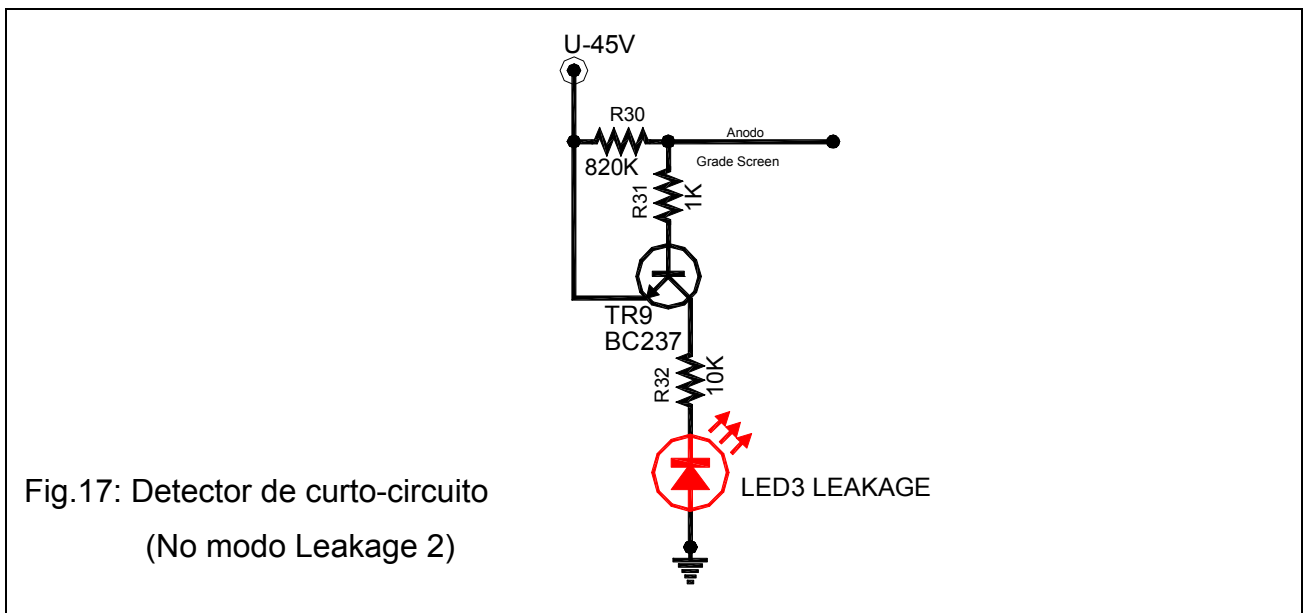 U-45V
R30
820K
Anodo
Grade Screen
R31
1K
TR9
BC237
R32
10K
LED3 LEAKAGE
Fig.17: Detector de curto-circuito
(No modo Leakage 2)